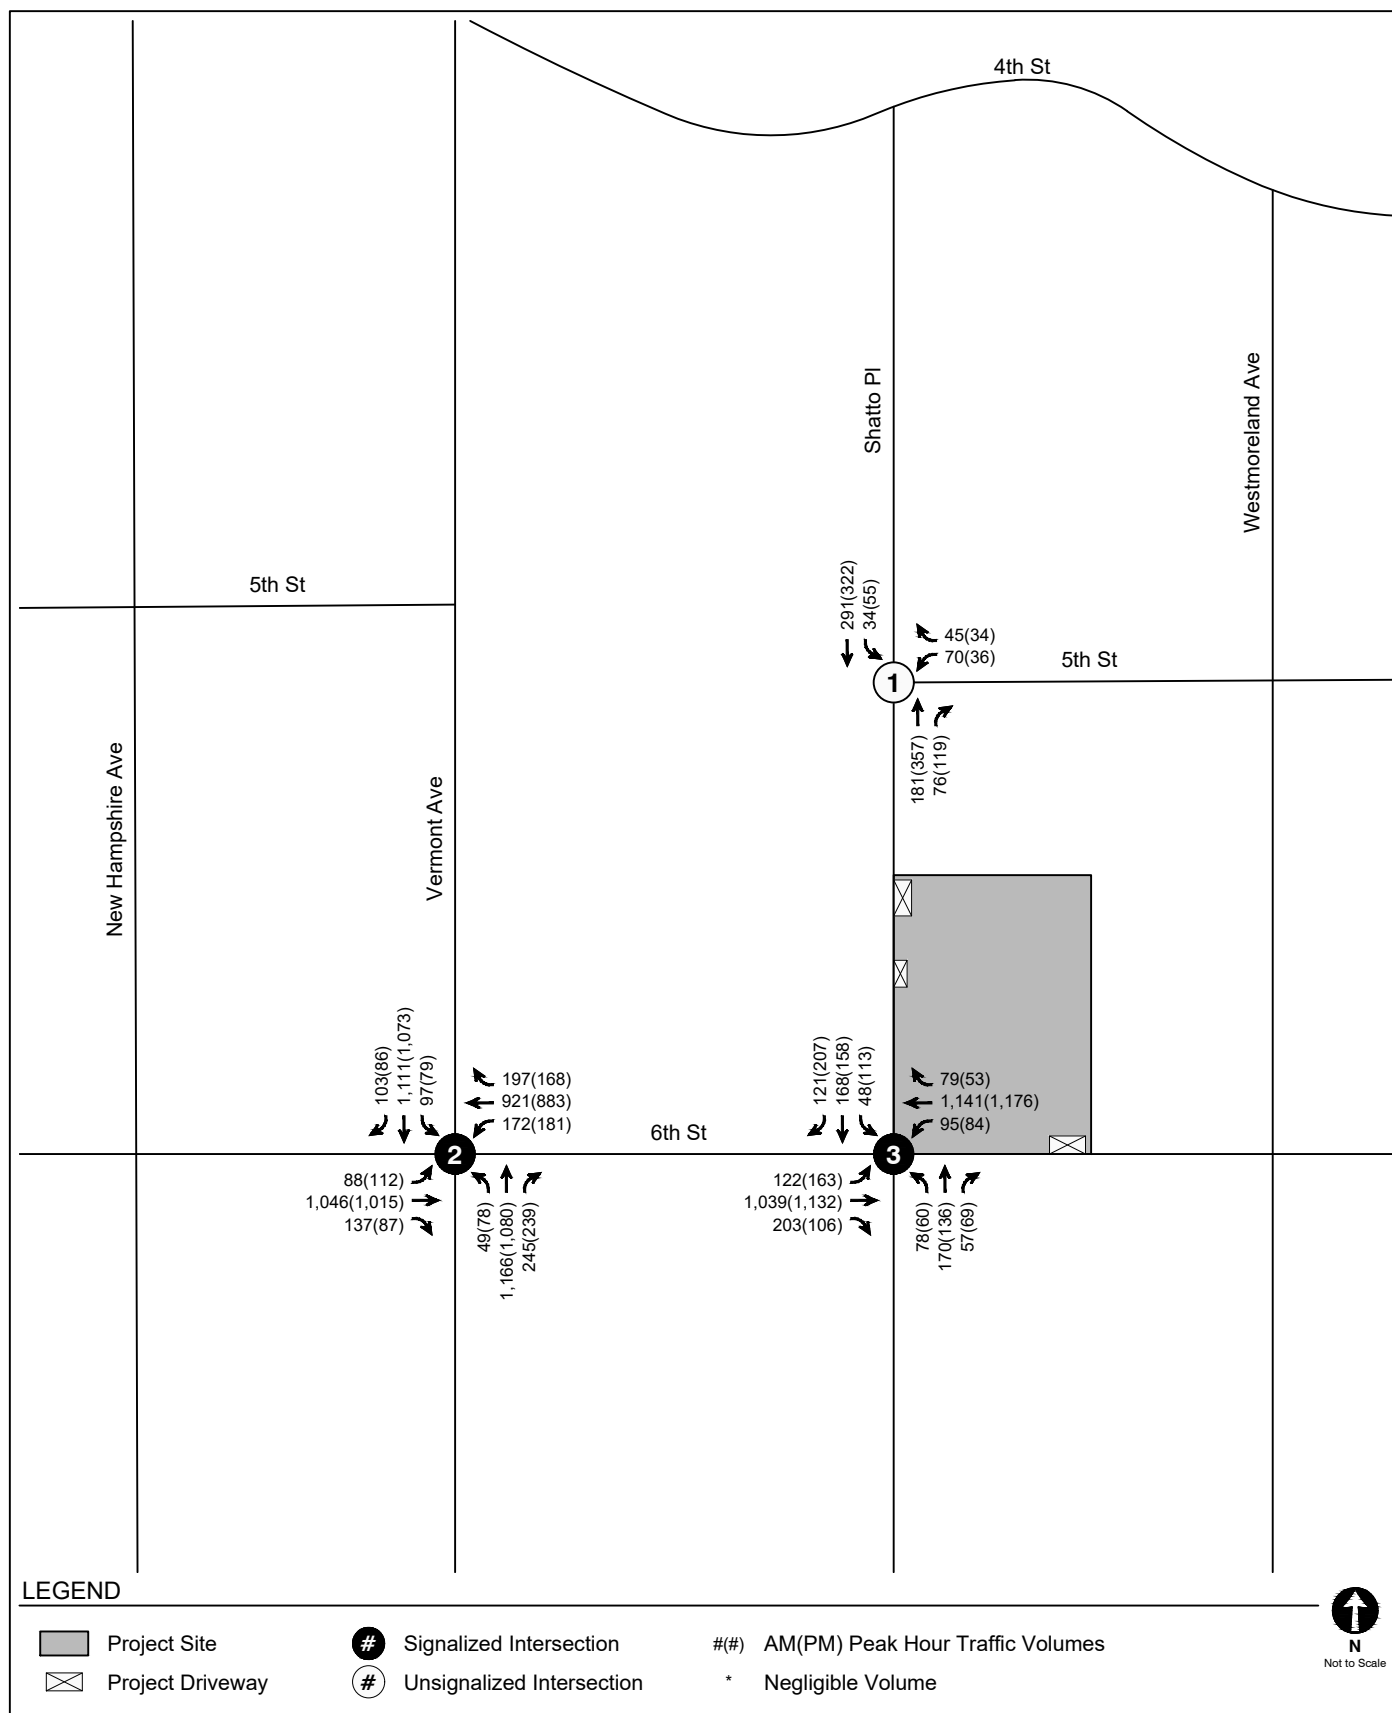 4th St
Shatto Pl
Westmoreland Ave
5th St
291(322)
34(55)
45(34)
70(36)
5th St
1
181(357)
76(119)
New Hampshire Ave
Vermont Ave
103(86)
1,111(1,073)
97(79)
197(168)
921(883)
172(181)
6th St
121(207)
168(158)
48(113)
79(53)
1,141(1,176)
95(84)
2
3
88(112)
1,046(1,015)
137(87)
49(78)
1,166(1,080)
245(239)
122(163)
1,039(1,132)
203(106)
78(60)
170(136)
57(69)
LEGEND
Project Site
# Signalized Intersection
#(#) AM(PM) Peak Hour Traffic Volumes
Project Driveway
# Unsignalized Intersection
* Negligible Volume
N
Not to Scale